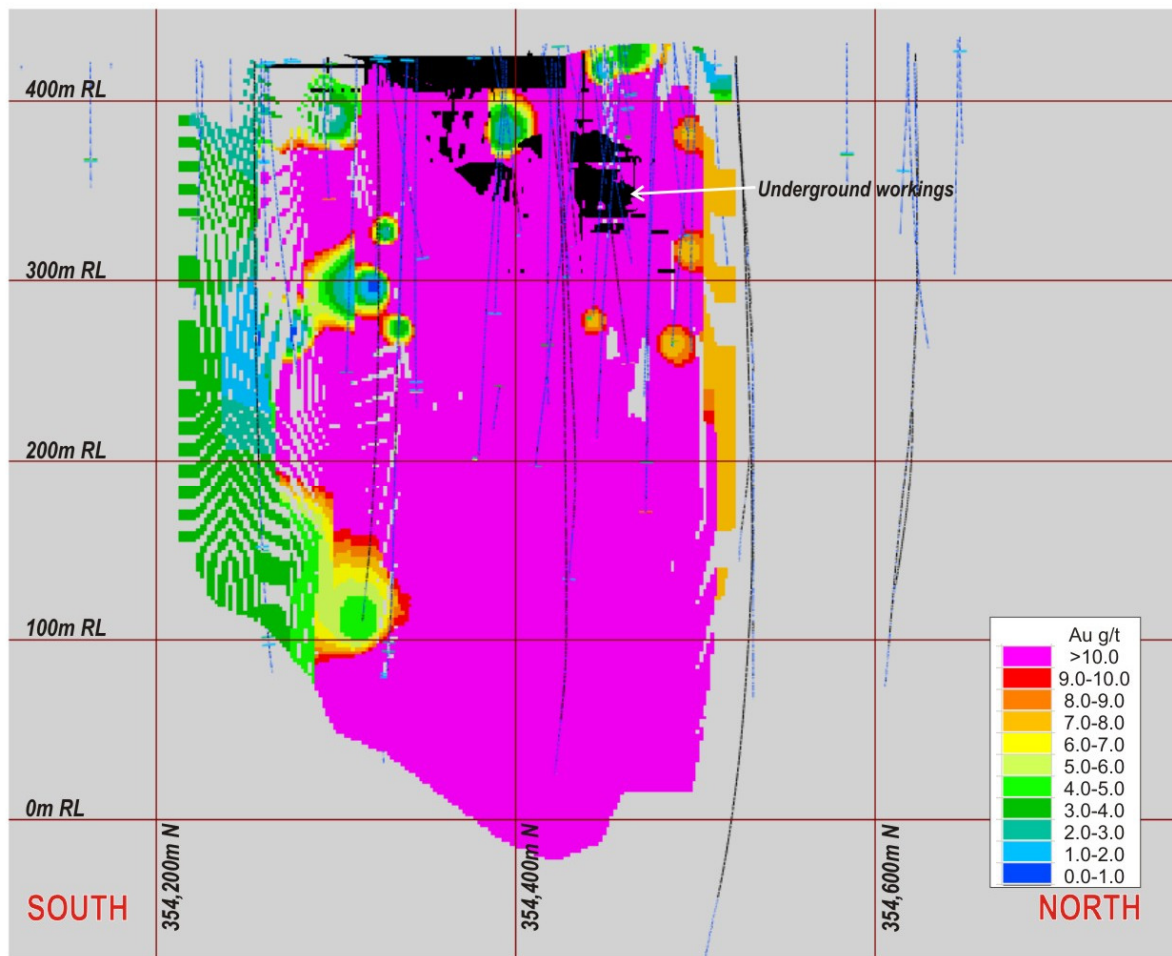 400m RL
Underground workings
300m RL
200m RL
100m RL
Au g/t
>10.0
9.0-10.0
8.0-9.0
7.0-8.0
6.0-7.0
5.0-6.0
4.0-5.0
3.0-4.0
2.0-3.0
1.0-2.0
0.0-1.0
0m RL
354,200m N
354,400m N
354,600m N
SOUTH
NORTH